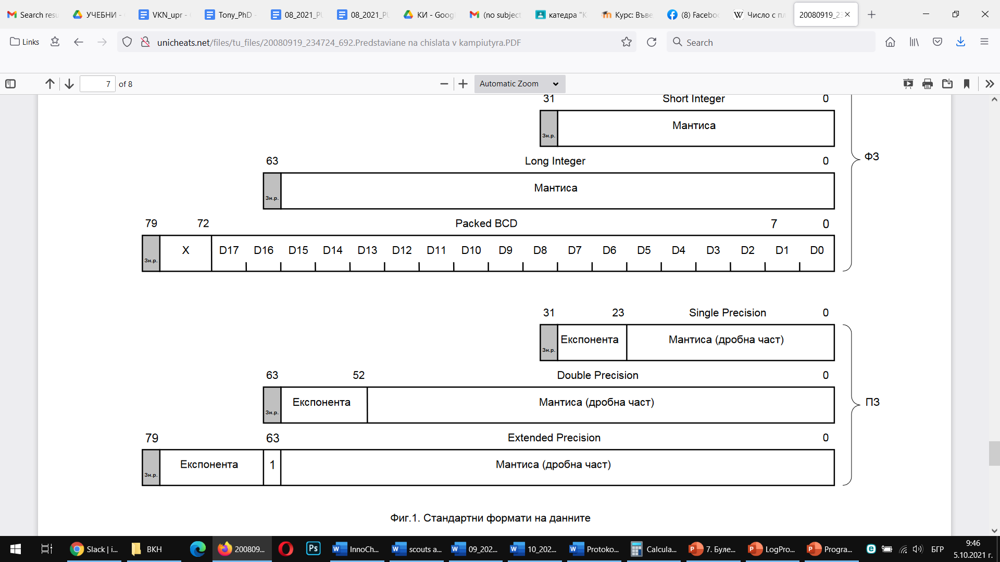 Search resu
УЧЕБНИ -
VKN_upr -
Tony_PhD -
08_2021_PU
08_2021_PU
КИ - Goog
(no subject
катедра "К
Курс: Въве
(8) Facebo
Число с пл
20080919_23
Links
unicheats.net/files/tu_files/20080919_234724_692.Predstaviane na chislata v kampiutyra.PDF
Search
7 of 8
Automatic Zoom
31 Short Integer 0
Мантиса
Зн.р.
ФЗ
63 Long Integer 0
Мантиса
Зн.р.
79 72 Packed BCD 7 0
X D17 D16 D15 D14 D13 D12 D11 D10 D9 D8 D7 D6 D5 D4 D3 D2 D1 D0
Зн.р.
31 23 Single Precision 0
Експонента Мантиса (дробна част)
Зн.р.
63 52 Double Precision 0
Експонента Мантиса (дробна част)
ПЗ
Зн.р.
79 63 Extended Precision 0
Експонента 1 Мантиса (дробна част)
Зн.р.
Фиг.1. Стандартни формати на данните
Slack | i...
ВКН
200809...
Ps
InnoCh...
scouts a...
09_202...
10_202...
Protoko...
Calcula...
7. Буле...
LogPro...
Progra...
БГР
9:46
5.10.2021 г.